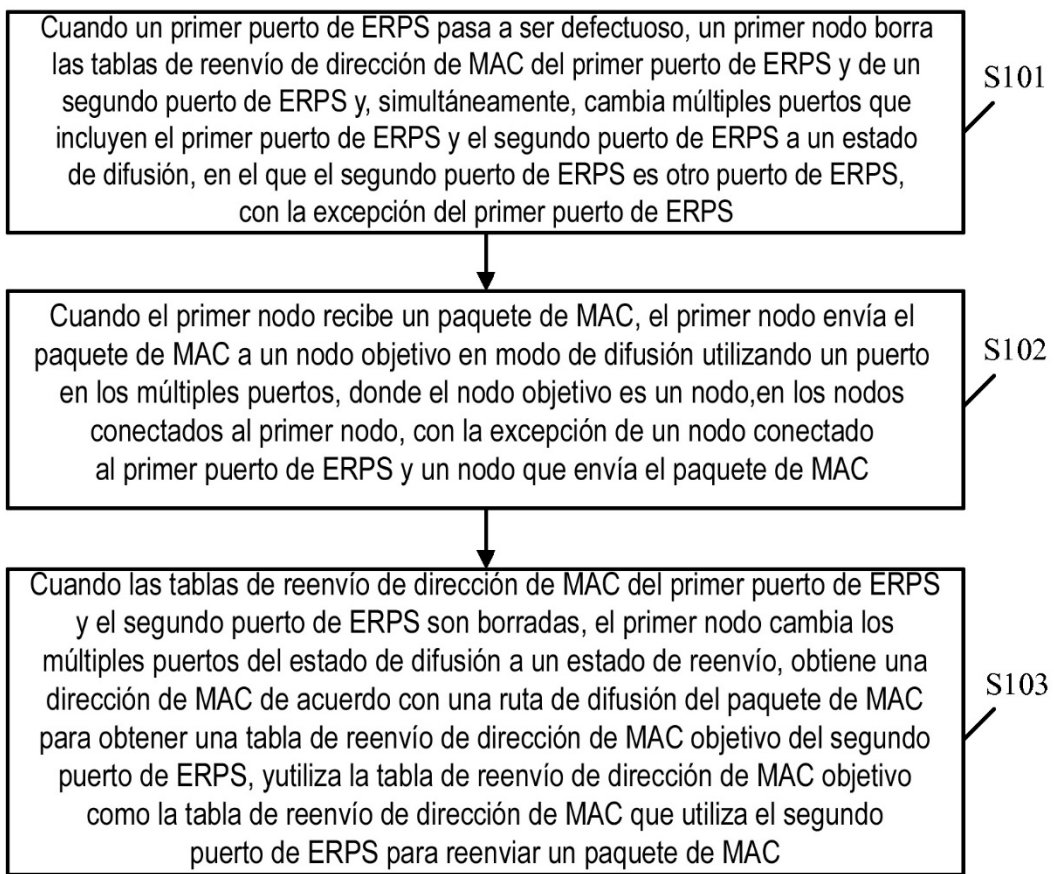 Cuando un primer puerto de ERPS pasa a ser defectuoso, un primer nodo borra
las tablas de reenvío de dirección de MAC del primer puerto de ERPS y de un
segundo puerto de ERPS y, simultáneamente, cambia múltiples puertos que
incluyen el primer puerto de ERPS y el segundo puerto de ERPS a un estado
de difusión, en el que el segundo puerto de ERPS es otro puerto de ERPS,
con la excepción del primer puerto de ERPS
S101
Cuando el primer nodo recibe un paquete de MAC, el primer nodo envía el
paquete de MAC a un nodo objetivo en modo de difusión utilizando un puerto
en los múltiples puertos, donde el nodo objetivo es un nodo,en los nodos
conectados al primer nodo, con la excepción de un nodo conectado
al primer puerto de ERPS y un nodo que envía el paquete de MAC
S102
Cuando las tablas de reenvío de dirección de MAC del primer puerto de ERPS
y el segundo puerto de ERPS son borradas, el primer nodo cambia los
múltiples puertos del estado de difusión a un estado de reenvío, obtiene una
dirección de MAC de acuerdo con una ruta de difusión del paquete de MAC
para obtener una tabla de reenvío de dirección de MAC objetivo del segundo
puerto de ERPS, yutiliza la tabla de reenvío de dirección de MAC objetivo
como la tabla de reenvío de dirección de MAC que utiliza el segundo
puerto de ERPS para reenviar un paquete de MAC
S103